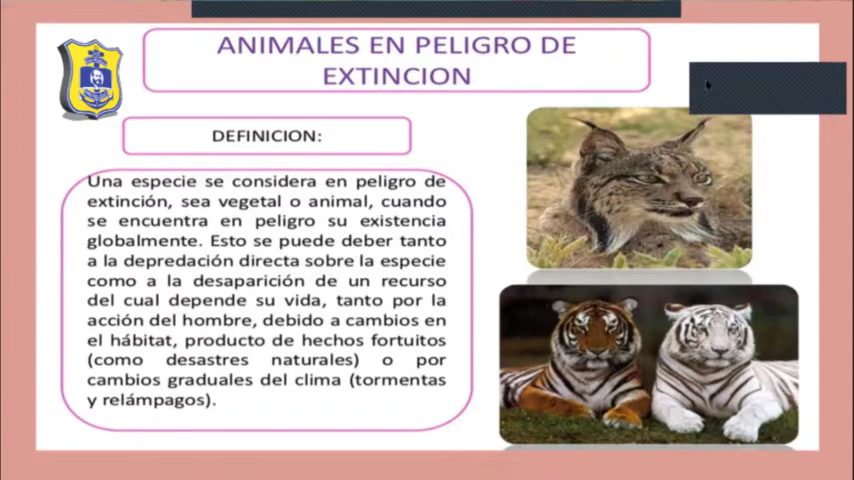 ANIMALES EN PELIGRO DE
EXTINCION
DEFINICION:
Una especie se considera en peligro de
extinción, sea vegetal o animal, cuando
se encuentra en peligro su existencia
globalmente. Esto se puede deber tanto
a la depredación directa sobre la especie
como a la desaparición de un recurso
del cual depende su vida, tanto por la
acción del hombre, debido a cambios en
el hábitat, producto de hechos fortuitos
(como desastres naturales) o por
cambios graduales del clima (tormentas
y relámpagos).